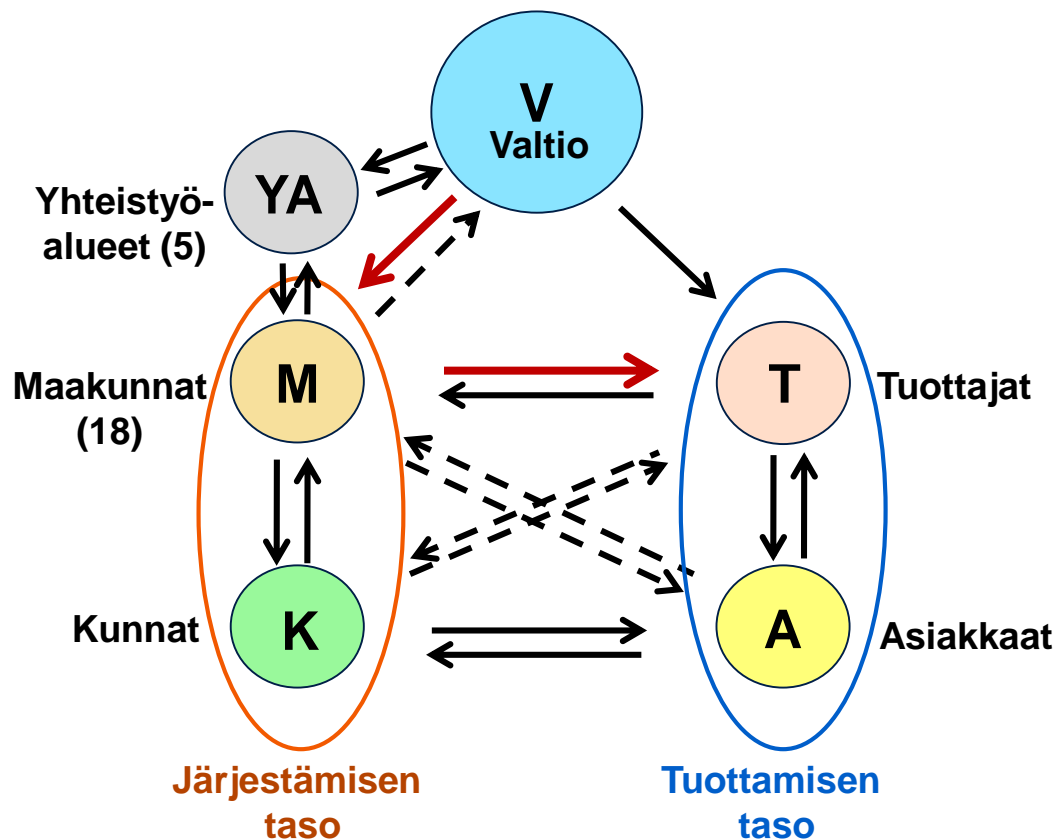 V
Valtio
YA
Yhteistyö-
alueet (5)
M
Maakunnat
(18)
T
Tuottajat
K
Kunnat
A
Asiakkaat
Järjestämisen
taso
Tuottamisen
taso